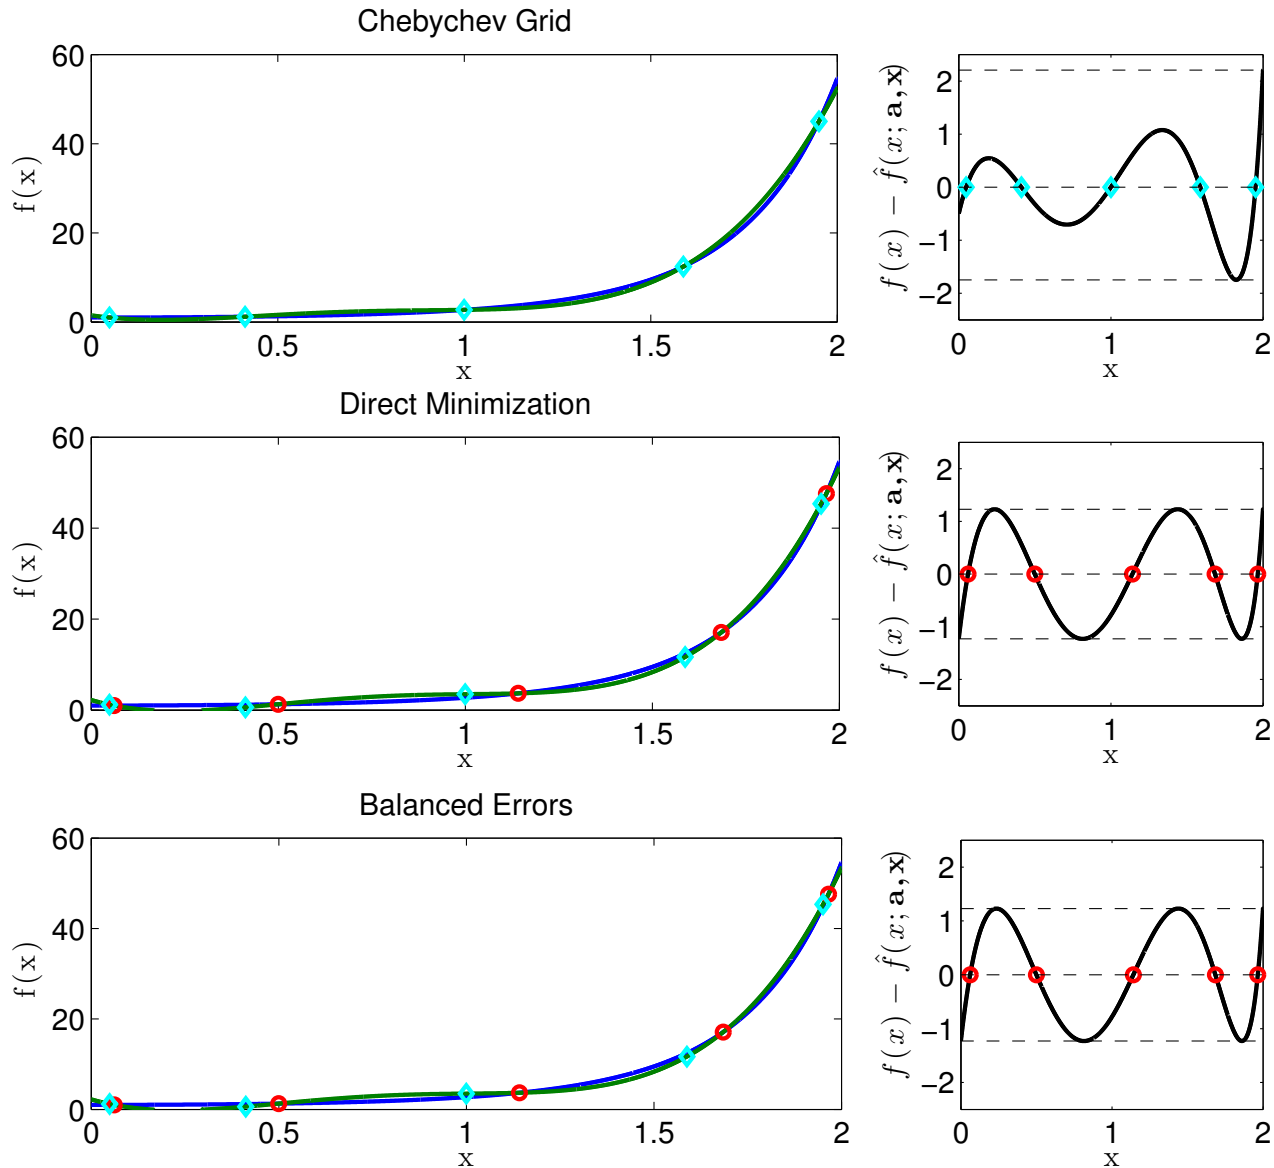 Chebychev Grid
60
40
20
0
f(x)
0 0.5 1 1.5 2
x
2
1
0
−1
−2
f(x) − f̂(x; a,x)
0 1 2
x
Direct Minimization
60
40
20
0
f(x)
0 0.5 1 1.5 2
x
2
1
0
−1
−2
f(x) − f̂(x; a,x)
0 1 2
x
Balanced Errors
60
40
20
0
f(x)
0 0.5 1 1.5 2
x
2
1
0
−1
−2
f(x) − f̂(x; a,x)
0 1 2
x